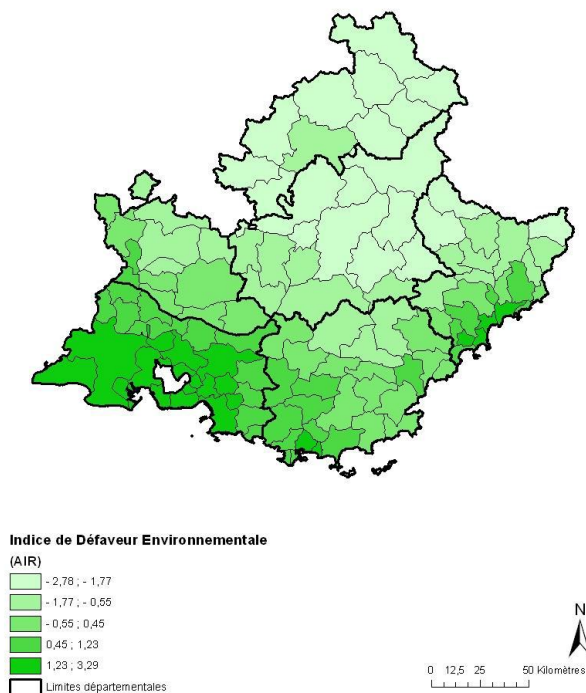 Indice de Défaveur Environnementale
(AIR)
- 2,78 ; - 1,77
- 1,77 ; - 0,55
- 0,55 ; 0,45
0,45 ; 1,23
1,23 ; 3,29
Limites départementales
N
0 12,5 25 50 Kilomètres